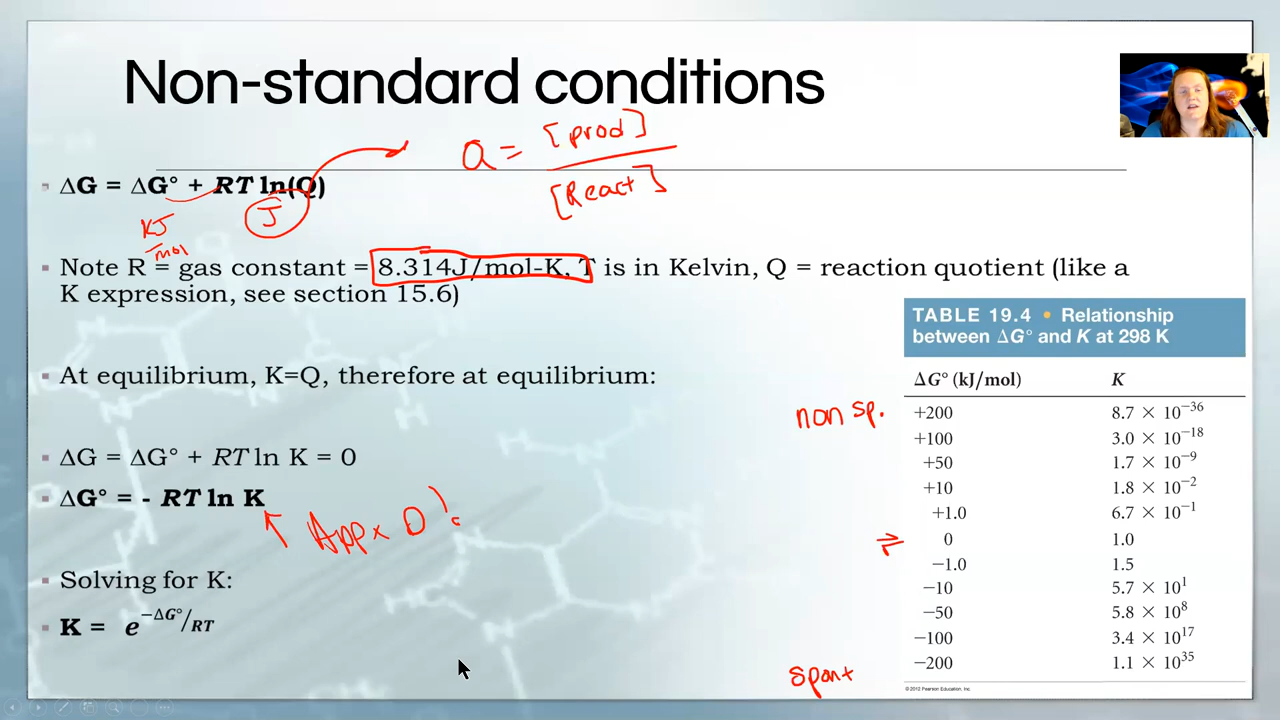 Non-standard conditions
Q = [prod]
[React]
ΔG = ΔG° + RT ln(Q)
KJ
mol
J
Note R = gas constant = 8.314J/mol-K, T is in Kelvin, Q = reaction quotient (like a
K expression, see section 15.6)
At equilibrium, K=Q, therefore at equilibrium:
ΔG = ΔG° + RT ln K = 0
ΔG° = - RT ln K
Appx 0
Solving for K:
K = e^−ΔG°/RT
TABLE 19.4 • Relationship
between ΔG° and K at 298 K
ΔG° (kJ/mol) K
non sp. +200 8.7 × 10^−36
+100 3.0 × 10^−18
+50 1.7 × 10^−9
+10 1.8 × 10^−2
+1.0 6.7 × 10^−1
⇌ 0 1.0
−1.0 1.5
−10 5.7 × 10^1
−50 5.8 × 10^8
−100 3.4 × 10^17
−200 1.1 × 10^35
spont
© 2012 Pearson Education, Inc.